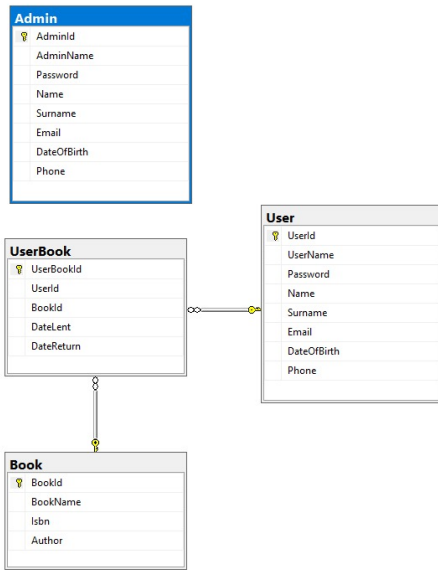 Admin
AdminId
AdminName
Password
Name
Surname
Email
DateOfBirth
Phone
User
UserId
UserName
Password
Name
Surname
Email
DateOfBirth
Phone
UserBook
UserBookId
UserId
BookId
DateLent
DateReturn
Book
BookId
BookName
Isbn
Author